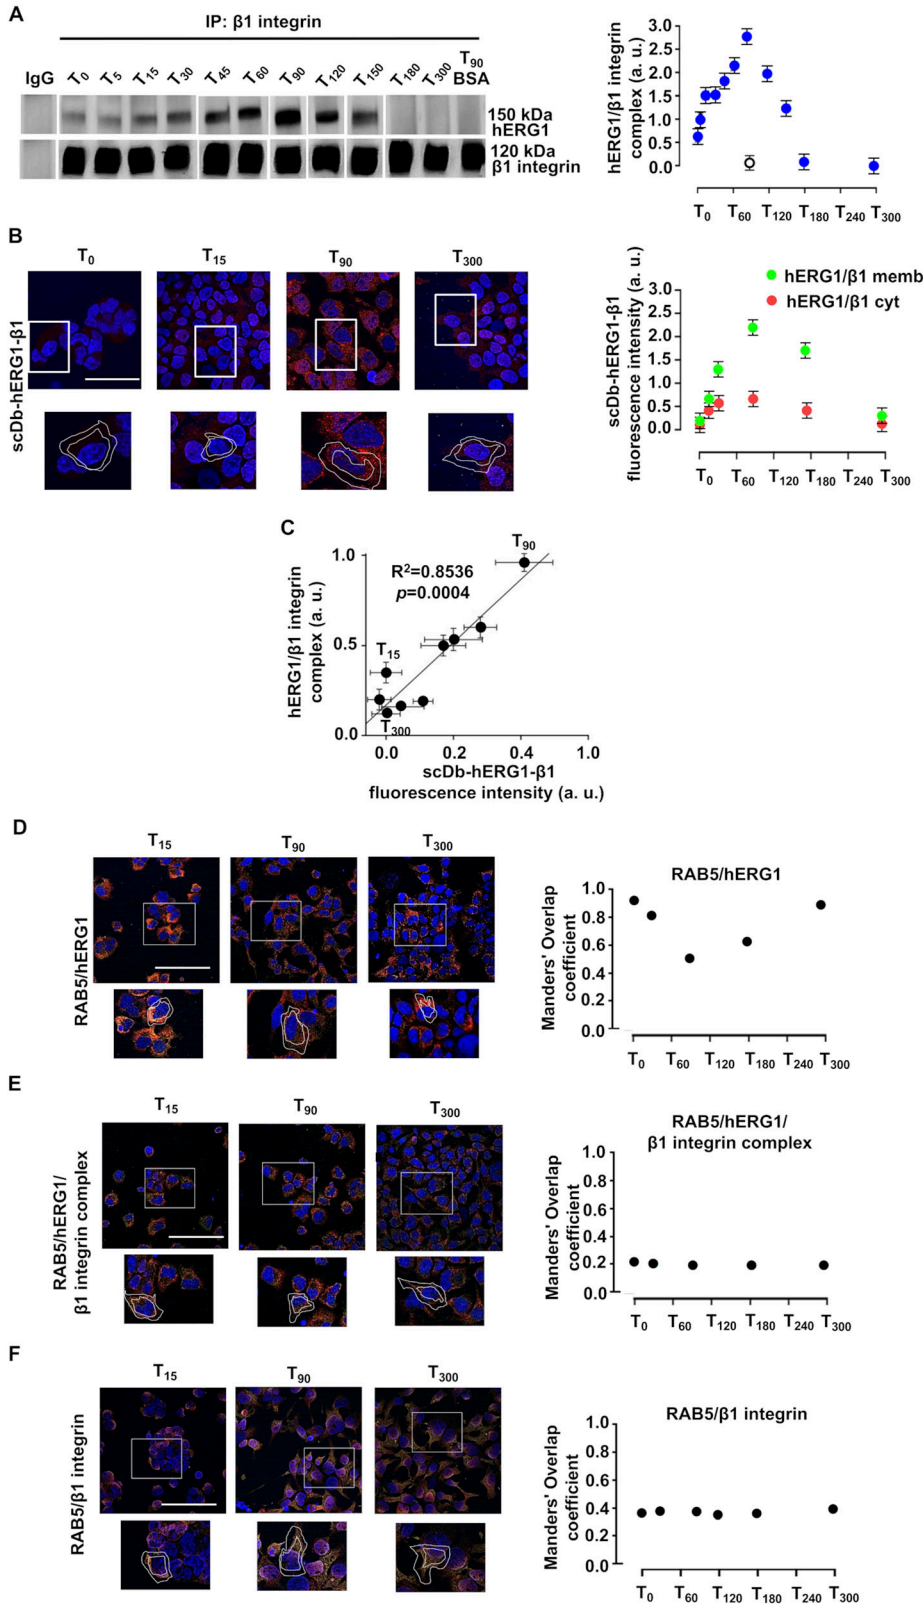 A
IP: β1 integrin
IgG T0 T5 T15 T30 T45 T60 T90 T120 T150 T180 T300 T90 BSA
150 kDa
hERG1
120 kDa
β1 integrin
hERG1/β1 integrin
complex (a. u.)
3.0
2.5
2.0
1.5
1.0
0.5
0.0
T0 T60 T120 T180 T240 T300
B
T0 T15 T90 T300
scDb-hERG1-β1
hERG1/β1 memb
hERG1/β1 cyt
scDb-hERG1-β1
fluorescence intensity (a. u.)
3.0
2.5
2.0
1.5
1.0
0.5
0.0
T0 T60 T120 T180 T240 T300
C
hERG1/β1 integrin
complex (a. u.)
1.0
0.5
0.0
R2=0.8536
p=0.0004
T90
T15
T300
0.0 0.2 0.4 1.0
scDb-hERG1-β1
fluorescence intensity (a. u.)
D
T15 T90 T300
RAB5/hERG1
RAB5/hERG1
Manders' Overlap
coefficient
1.0
0.8
0.6
0.4
0.2
0.0
T0 T60 T120 T180 T240 T300
E
T15 T90 T300
RAB5/hERG1/
β1 integrin complex
RAB5/hERG1/
β1 integrin complex
Manders' Overlap
coefficient
1.0
0.8
0.6
0.4
0.2
0.0
T0 T60 T120 T180 T240 T300
F
T15 T90 T300
RAB5/β1 integrin
RAB5/β1 integrin
Manders' Overlap
coefficient
1.0
0.8
0.6
0.4
0.2
0.0
T0 T60 T120 T180 T240 T300